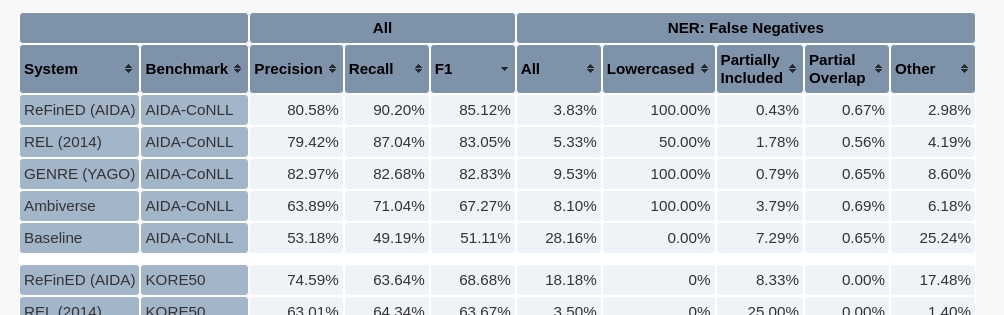 All NER: False Negatives
System Benchmark Precision Recall F1 All Lowercased Partially Included Partial Overlap Other
ReFinED (AIDA) AIDA-CoNLL 80.58% 90.20% 85.12% 3.83% 100.00% 0.43% 0.67% 2.98%
REL (2014) AIDA-CoNLL 79.42% 87.04% 83.05% 5.33% 50.00% 1.78% 0.56% 4.19%
GENRE (YAGO) AIDA-CoNLL 82.97% 82.68% 82.83% 9.53% 100.00% 0.79% 0.65% 8.60%
Ambiverse AIDA-CoNLL 63.89% 71.04% 67.27% 8.10% 100.00% 3.79% 0.69% 6.18%
Baseline AIDA-CoNLL 53.18% 49.19% 51.11% 28.16% 0.00% 7.29% 0.65% 25.24%
ReFinED (AIDA) KORE50 74.59% 63.64% 68.68% 18.18% 0% 8.33% 0.00% 17.48%
REL (2014) KORE50 63.01% 64.34% 63.67% 3.50% 0% 25.00% 0.00% 1.40%